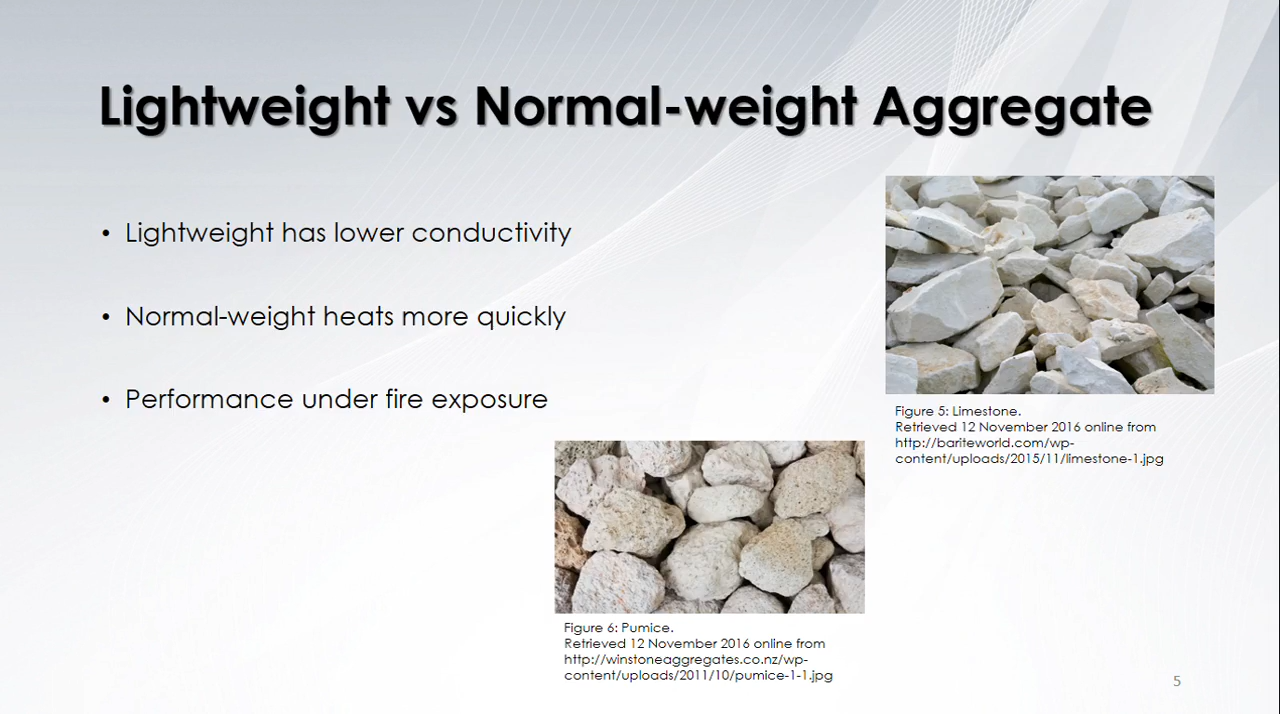 Lightweight vs Normal-weight Aggregate
• Lightweight has lower conductivity
• Normal-weight heats more quickly
• Performance under fire exposure
Figure 5: Limestone.
Retrieved 12 November 2016 online from
http://bariteworld.com/wp-
content/uploads/2015/11/limestone-1.jpg
Figure 6: Pumice.
Retrieved 12 November 2016 online from
http://winstoneaggregates.co.nz/wp-
content/uploads/2011/10/pumice-1-1.jpg
5